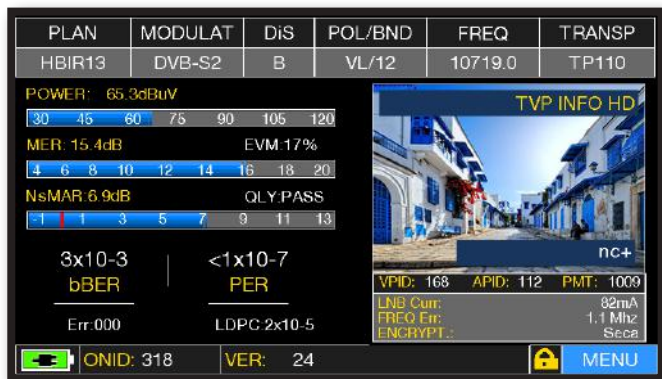 PLAN MODULAT DiS POL/BND FREQ TRANSP
HBIR13 DVB-S2 B VL/12 10719.0 TP110
POWER: 65.3dBuV
30 45 60 75 90 105 120
MER: 15.4dB EVM:17%
4 6 8 10 12 14 16 18 20
NsMAR:6.9dB QLY:PASS
-1 1 3 5 7 9 11 13
3x10-3 <1x10-7
bBER PER
Err:000 LDPC:2x10-5
TVP INFO HD
nc+
VPID: 168 APID: 112 PMT: 1009
LNB Curr: 82mA
FREQ Err: 1.1 Mhz
ENCRYPT.: Seca
ONID: 318 VER: 24 MENU